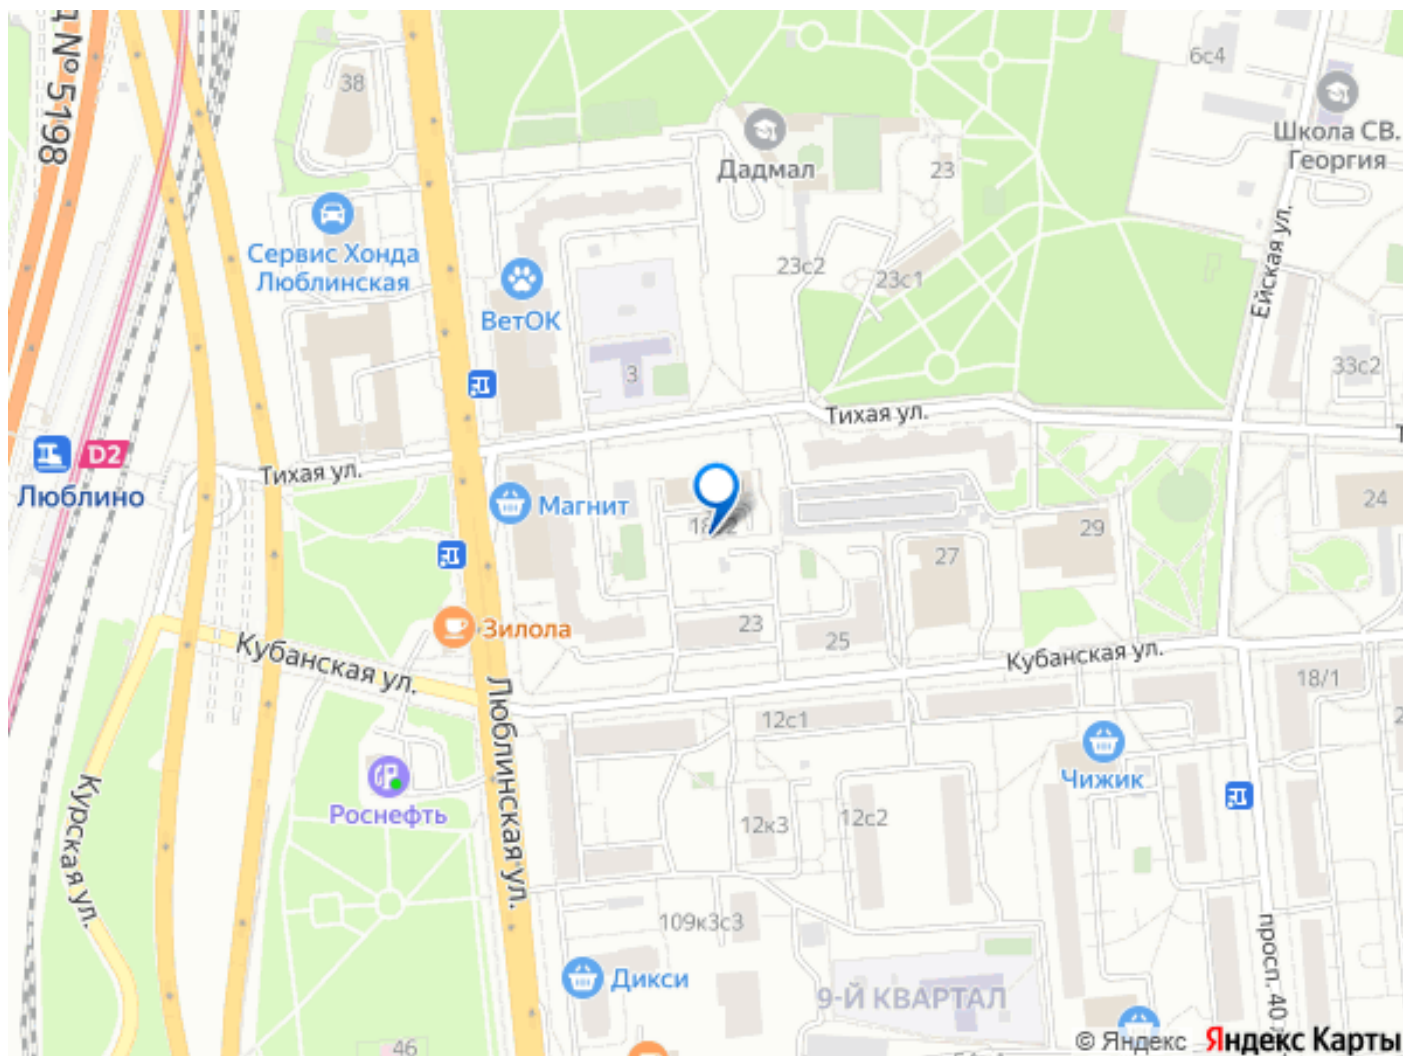 38
6с4
Школа СВ.
Георгия
Дадмал
23
Сервис Хонда
Люблинская
23с2
23с1
Ейская ул.
ВетОК
3
33с2
Тихая ул.
D2
Люблино
Тихая ул.
Магнит
24
29
27
Зилола
23
25
Кубанская ул.
Кубанская ул.
18/1
12с1
Люблинская ул.
Чижик
Роснефть
Курская ул.
12к3
12с2
109к3с3
просп. 40
Дикси
9-Й КВАРТАЛ
46
№ 5198
© Яндекс Яндекс Карты